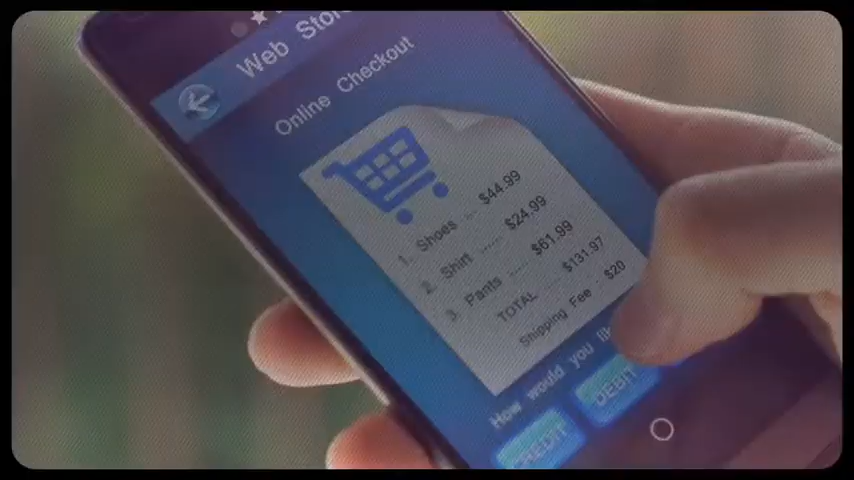 Web Store
Online Checkout
1. Shoes ... $44.99
2. Shirt ...... $24.99
3. Pants ..... $61.99
TOTAL ...... $131.97
Shipping Fee : $20
How would you
CREDIT
DEBIT